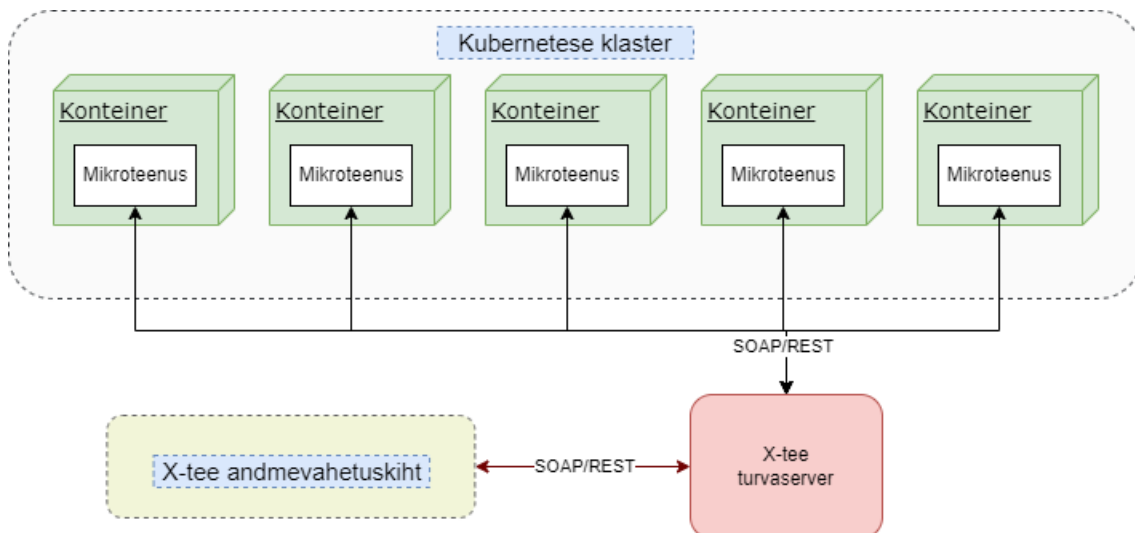 Kubernetese klaster
Konteiner
Mikroteenus
Konteiner
Mikroteenus
Konteiner
Mikroteenus
Konteiner
Mikroteenus
Konteiner
Mikroteenus
SOAP/REST
X-tee andmevahetuskiht
SOAP/REST
X-tee
turvaserver